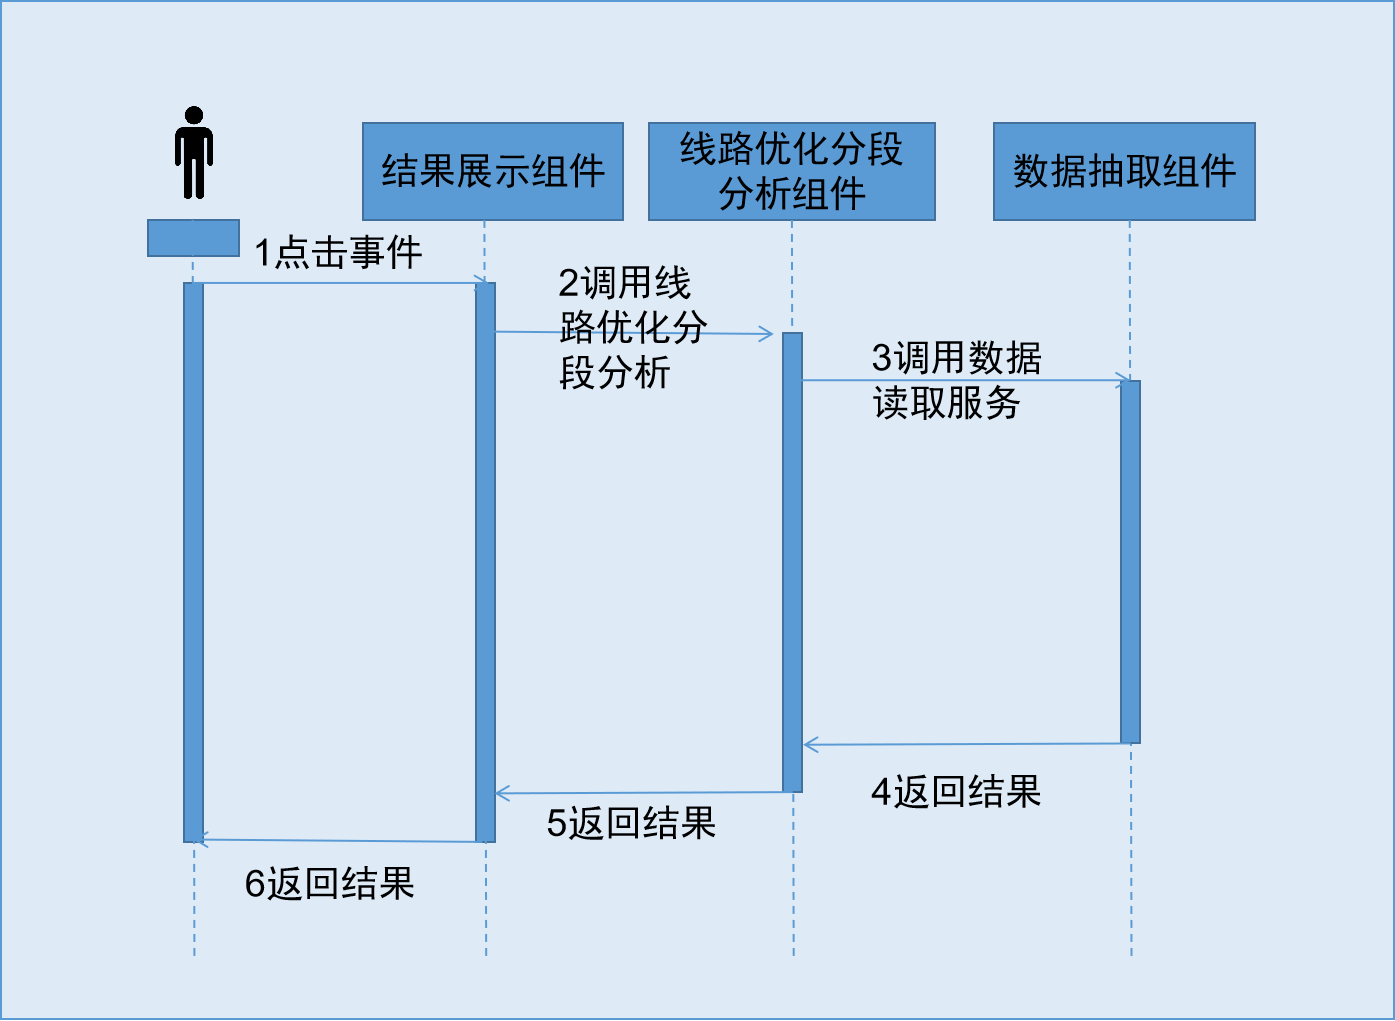 结果展示组件
线路优化分段
分析组件
数据抽取组件
1点击事件
2调用线
路优化分
段分析
3调用数据
读取服务
4返回结果
5返回结果
6返回结果